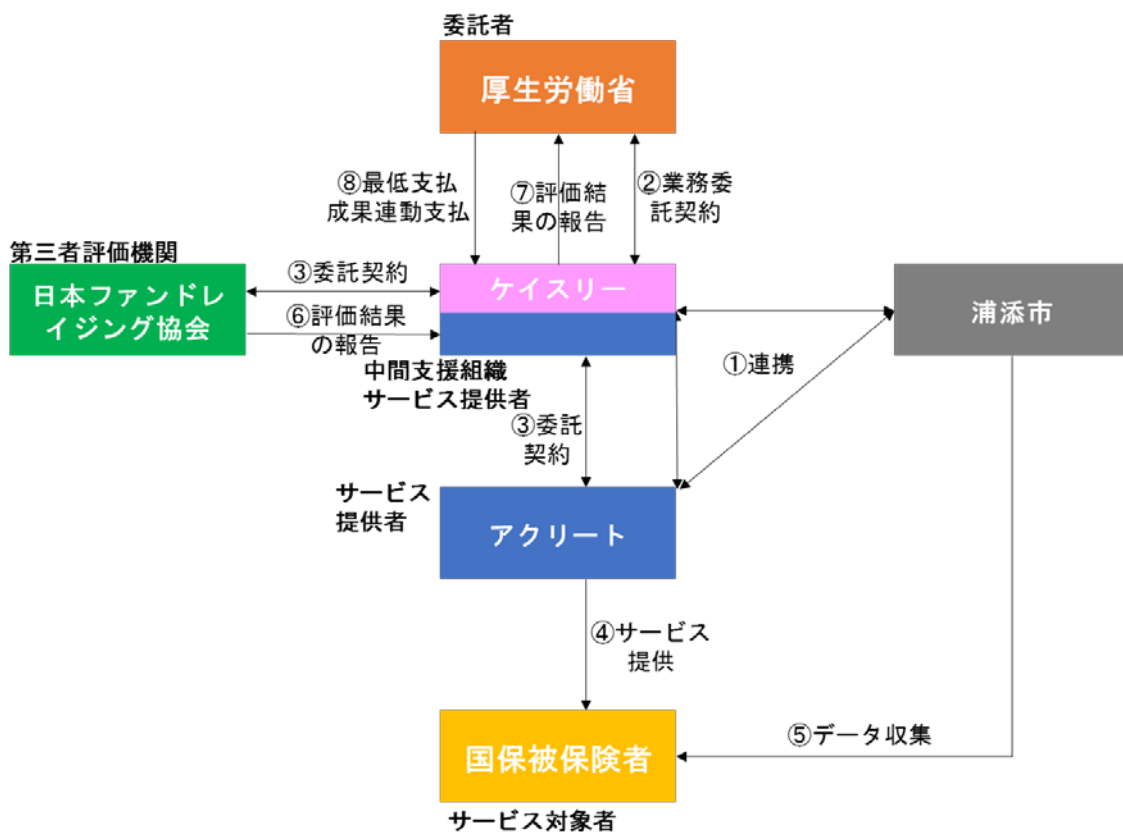 委託者
厚生労働省
⑧最低支払
成果連動支払
⑦評価結
果の報告
②業務委
託契約
第三者評価機関
日本ファンドレ
イジング協会
③委託契約
⑥評価結果
の報告
ケイスリー
中間支援組織
サービス提供者
浦添市
①連携
③委託
契約
サービス
提供者
アクリート
④サービス
提供
国保被保険者
サービス対象者
⑤データ収集